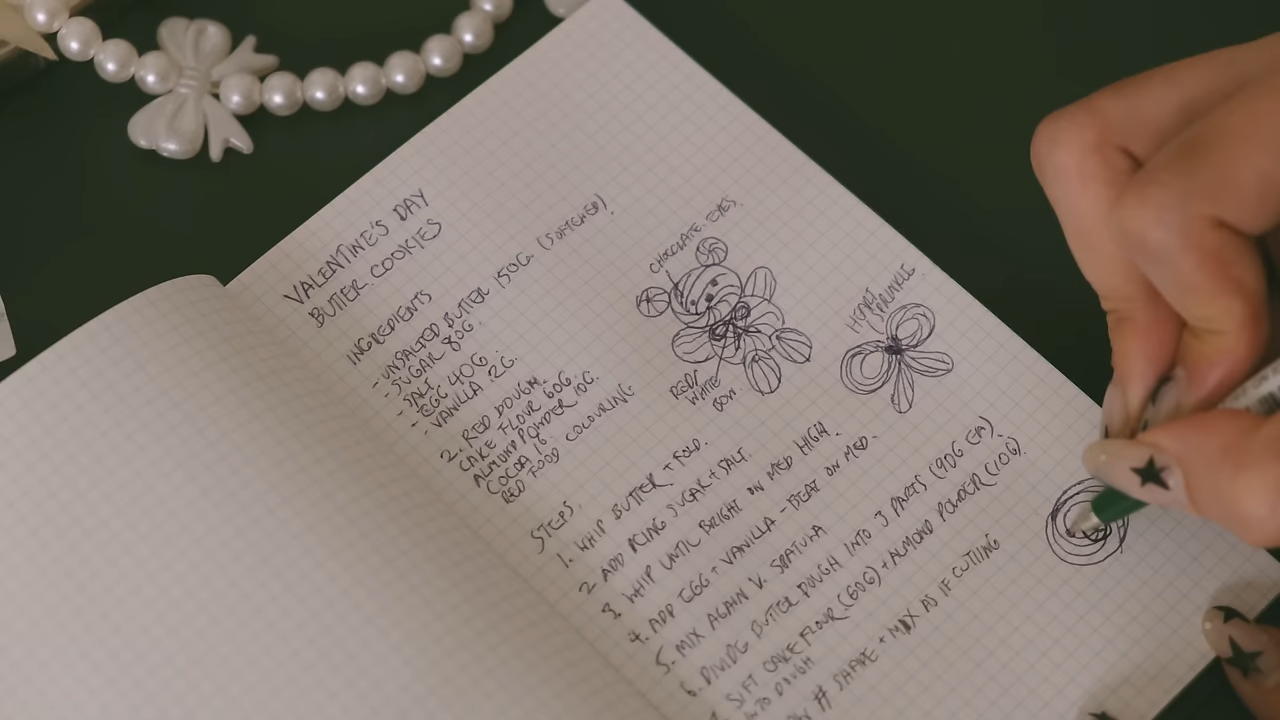 VALENTINE'S DAY
BUTTER COOKIES
INGREDIENTS
- UNSALTED BUTTER 150G (SOFTENED)
- SUGAR 80G.
- SALT
- EGG 40G
- VANILLA .2G.
2. RED DOUGH.
CAKE FLOUR 60G.
ALMOND POWDER 10G.
COCOA 1G
RED FOOD COLOURING
CHOCOLATE EYES
RED/
WHITE
BOW.
HEART
SPRINKLE
STEPS.
1. WHIP BUTTER + FOLD.
2 ADD ICING SUGAR + SALT.
3. WHIP UNTIL BRIGHT ON MED HIGH.
4. ADD EGG + VANILLA - BEAT ON MED.
5. MIX AGAIN W. SPATULA
6. DIVIDE BUTTER DOUGH INTO 3 PARTS (90G EA)
7. SIFT CAKE FLOUR (60G) + ALMOND POWDER (10G).
INTO DOUGH
# SHAPE + MIX AS IF CUTTING